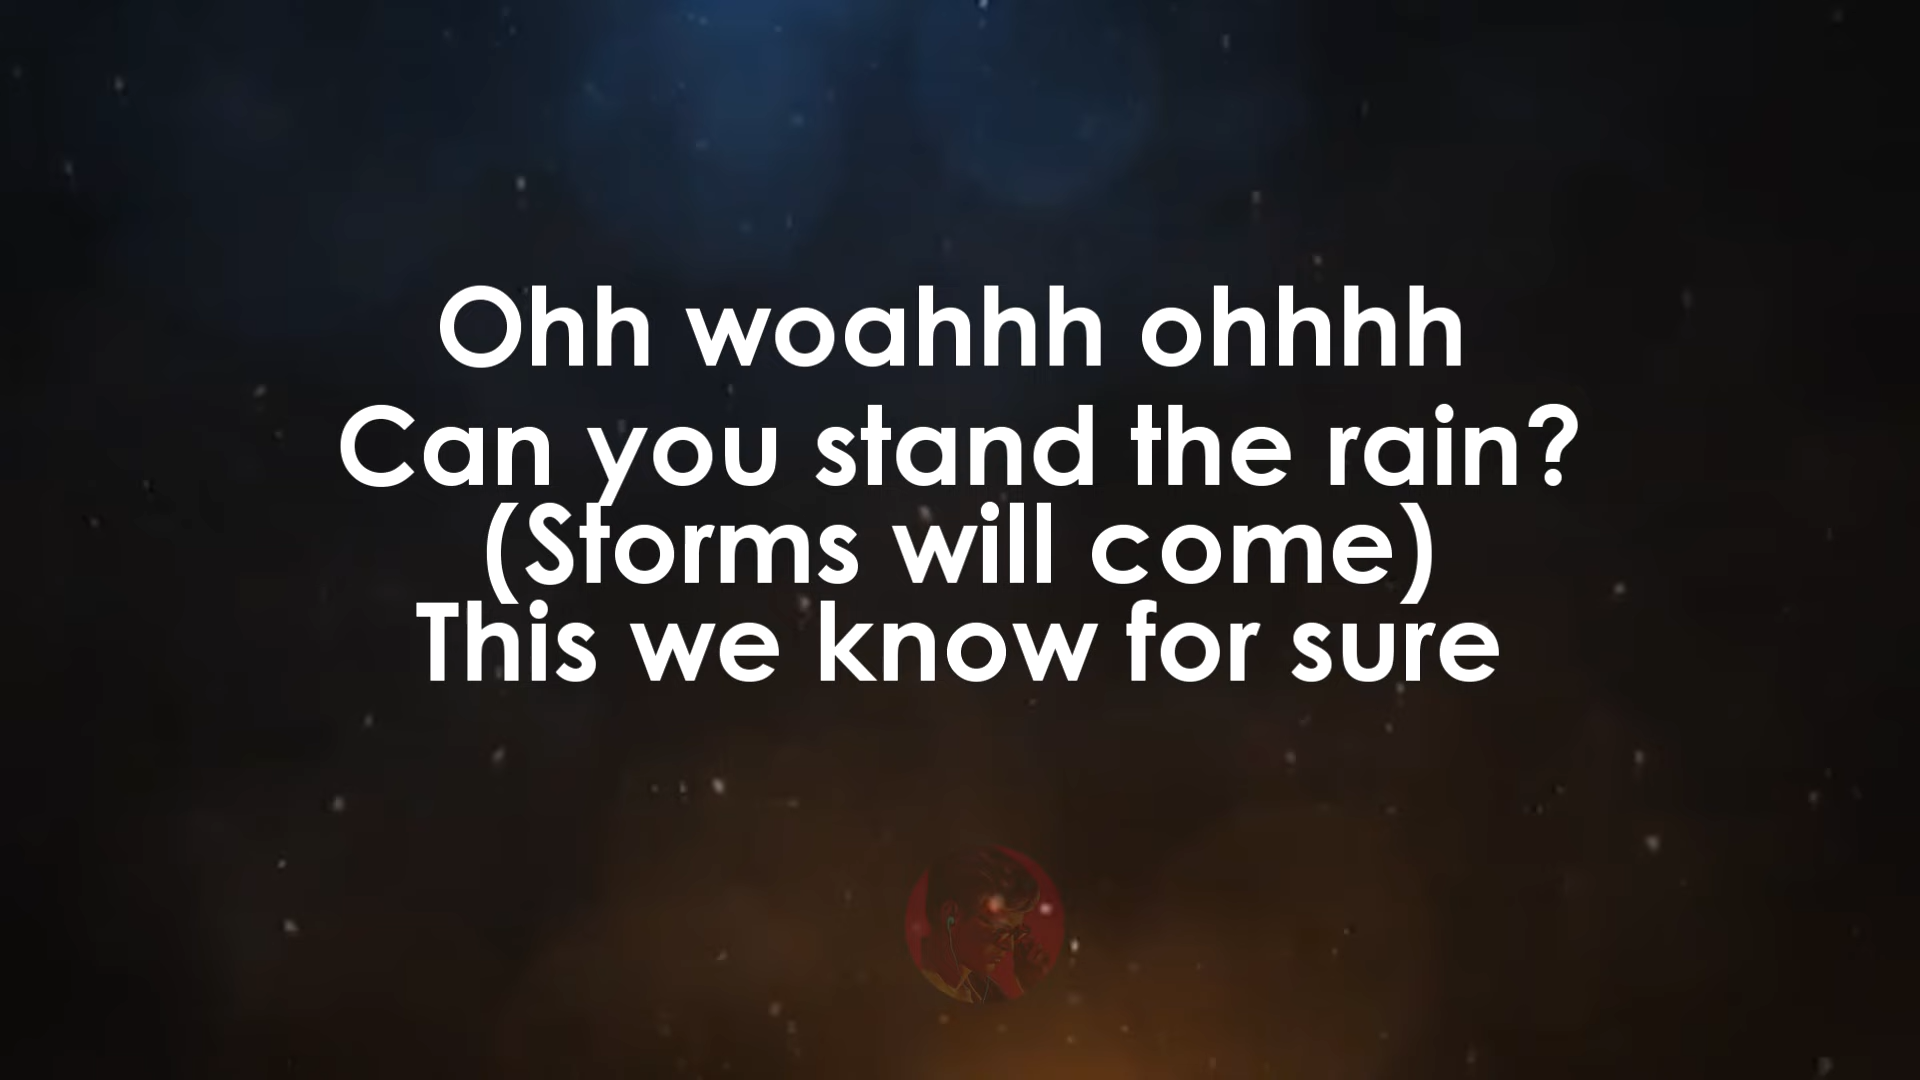 Ohh woahhh ohhhh
Can you stand the rain?
(Storms will come)
This we know for sure